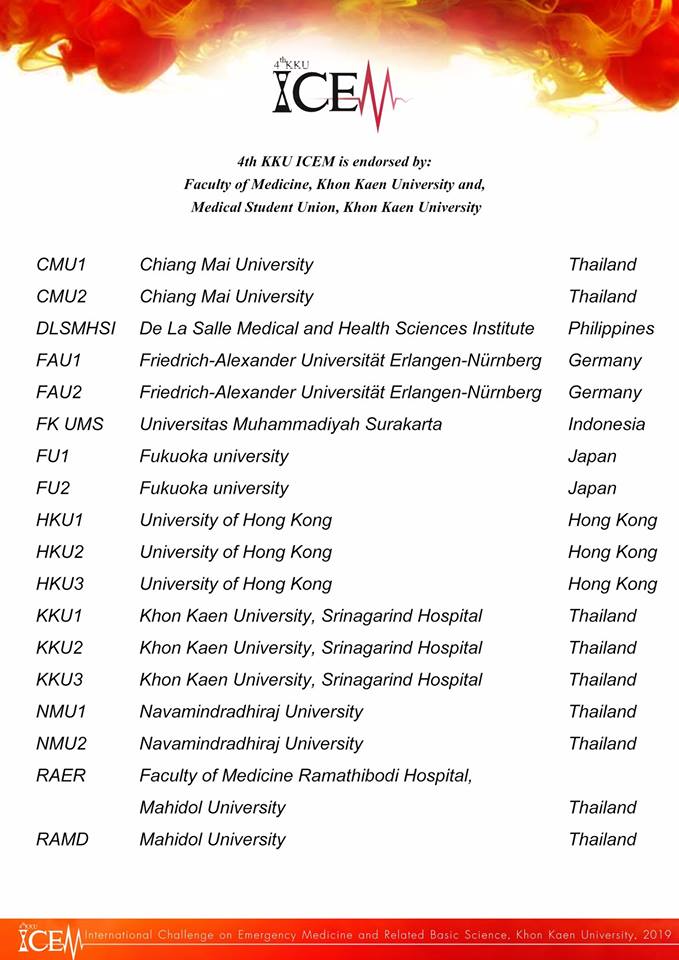 4th KKU
ICEM
4th KKU ICEM is endorsed by:
Faculty of Medicine, Khon Kaen University and,
Medical Student Union, Khon Kaen University
CMU1 Chiang Mai University Thailand
CMU2 Chiang Mai University Thailand
DLSMHSI De La Salle Medical and Health Sciences Institute Philippines
FAU1 Friedrich-Alexander Universität Erlangen-Nürnberg Germany
FAU2 Friedrich-Alexander Universität Erlangen-Nürnberg Germany
FK UMS Universitas Muhammadiyah Surakarta Indonesia
FU1 Fukuoka university Japan
FU2 Fukuoka university Japan
HKU1 University of Hong Kong Hong Kong
HKU2 University of Hong Kong Hong Kong
HKU3 University of Hong Kong Hong Kong
KKU1 Khon Kaen University, Srinagarind Hospital Thailand
KKU2 Khon Kaen University, Srinagarind Hospital Thailand
KKU3 Khon Kaen University, Srinagarind Hospital Thailand
NMU1 Navamindradhiraj University Thailand
NMU2 Navamindradhiraj University Thailand
RAER Faculty of Medicine Ramathibodi Hospital,
Mahidol University Thailand
RAMD Mahidol University Thailand
4th KKU
ICEM International Challenge on Emergency Medicine and Related Basic Science, Khon Kaen University, 2019